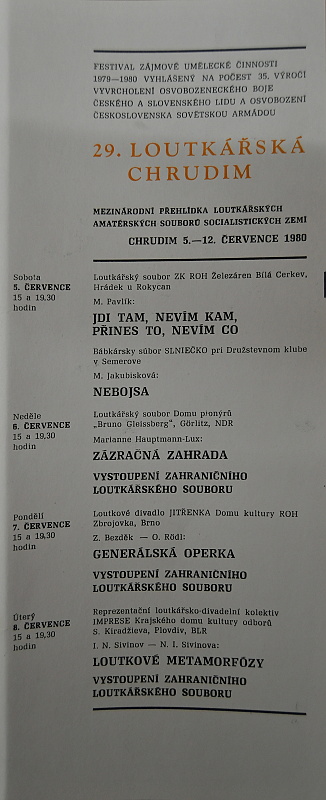 FESTIVAL ZÁJMOVÉ UMĚLECKÉ ČINNOSTI
1979—1980 VYHLÁŠENÝ NA POČEST 35. VÝROČÍ
VYVRCHOLENÍ OSVOBOZENECKÉHO BOJE
ČESKÉHO A SLOVENSKÉHO LIDU A OSVOBOZENÍ
ČESKOSLOVENSKA SOVĚTSKOU ARMÁDOU
29. LOUTKÁŘSKÁ
CHRUDIM
MEZINÁRODNÍ PŘEHLÍDKA LOUTKÁŘSKÝCH
AMATÉRSKÝCH SOUBORŮ SOCIALISTICKÝCH ZEMÍ
CHRUDIM 5.—12. ČERVENCE 1980
Sobota
5. ČERVENCE
15 a 19,30
hodin
Loutkářský soubor ZK ROH Železáren Bílá Cerkev,
Hrádek u Rokycan
M. Pavlík:
JDI TAM, NEVÍM KAM,
PŘINES TO, NEVÍM CO
Bábkársky súbor SLNIEČKO pri Družstevnom klube
v Semerove
M. Jakubisková:
NEBOJSA
Neděle
6. ČERVENCE
15 a 19,30
hodin
Loutkářský soubor Domu pionýrů
„Bruno Gleissberg", Görlitz, NDR
Marianne Hauptmann-Lux:
ZÁZRAČNÁ ZAHRADA
VYSTOUPENÍ ZAHRANIČNÍHO
LOUTKÁŘSKÉHO SOUBORU
Pondělí
7. ČERVENCE
15 a 19,30
hodin
Loutkové divadlo JITŘENKA Domu kultury ROH
Zbrojovka, Brno
Z. Bezděk — O. Rödl:
GENERÁLSKÁ OPERKA
VYSTOUPENÍ ZAHRANIČNÍHO
LOUTKÁŘSKÉHO SOUBORU
Úterý
8. ČERVENCE
15 a 19,30
hodin
Reprezentační loutkářsko-divadelní kolektiv
IMPRESE Krajského domu kultury odborů
S. Kiradžieva, Plovdiv, BLR
I. N. Sivinov — N. I. Sivinova:
LOUTKOVÉ METAMORFÓZY
VYSTOUPENÍ ZAHRANIČNÍHO
LOUTKÁŘSKÉHO SOUBORU